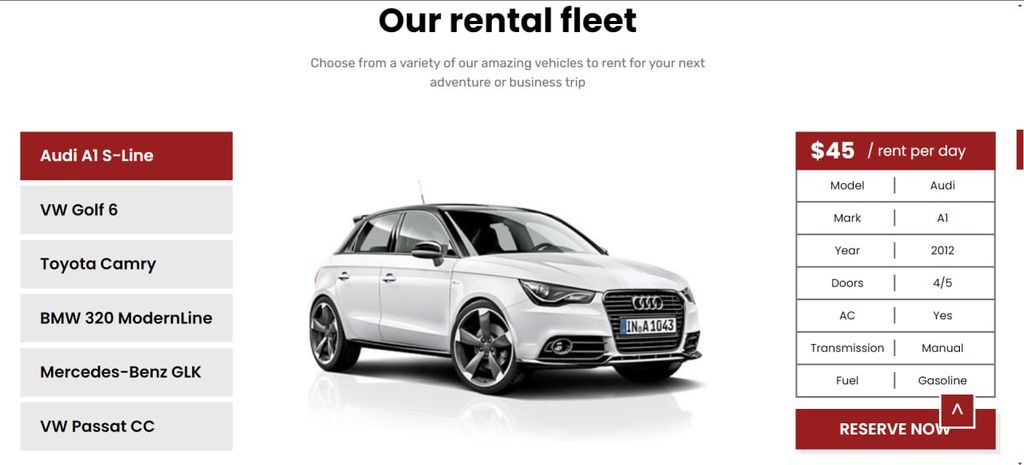 Our rental fleet
Choose from a variety of our amazing vehicles to rent for your next
adventure or business trip
Audi A1 S-Line
VW Golf 6
Toyota Camry
BMW 320 ModernLine
Mercedes-Benz GLK
VW Passat CC
IN A 1043
$45 / rent per day
Model | Audi
Mark | A1
Year | 2012
Doors | 4/5
AC | Yes
Transmission | Manual
Fuel | Gasoline
RESERVE NOW